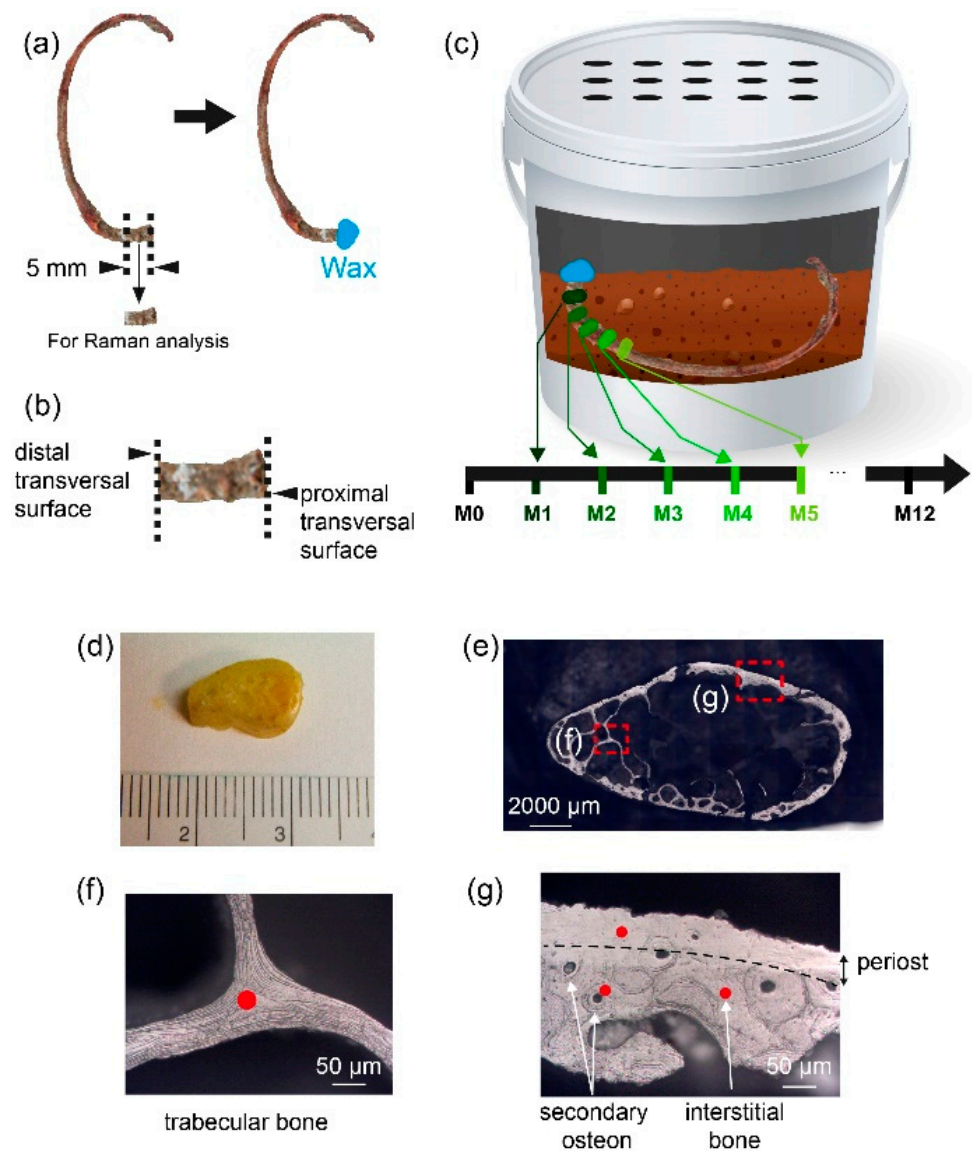 (a)
5 mm
For Raman analysis
Wax
(b)
distal
transversal
surface
proximal
transversal
surface
(c)
M0 M1 M2 M3 M4 M5 ... M12
(d)
2 3
(e)
(f)
(g)
2000 µm
(f)
50 µm
trabecular bone
(g)
periost
50 µm
secondary
osteon
interstitial
bone